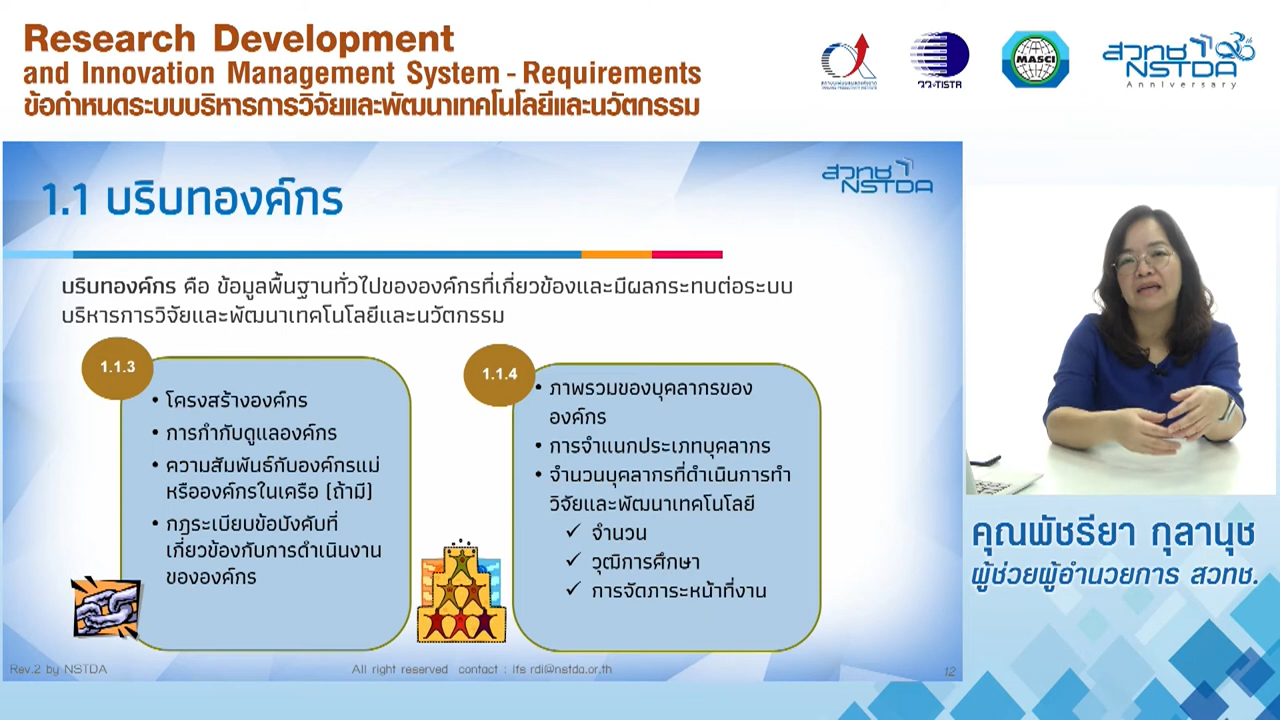 Research Development
and Innovation Management System - Requirements
ข้อกำหนดระบบบริหารการวิจัยและพัฒนาเทคโนโลยีและนวัตกรรม
วว.TISTR
MASCI
สวทช
NSTDA
Anniversary
1.1 บริบทองค์กร
สวทช
NSTDA
บริบทองค์กร คือ ข้อมูลพื้นฐานทั่วไปขององค์กรที่เกี่ยวข้องและมีผลกระทบต่อระบบ
บริหารการวิจัยและพัฒนาเทคโนโลยีและนวัตกรรม
1.1.3
• โครงสร้างองค์กร
• การกำกับดูแลองค์กร
• ความสัมพันธ์กับองค์กรแม่
หรือองค์กรในเครือ (ถ้ามี)
• กฎระเบียบข้อบังคับที่
เกี่ยวข้องกับการดำเนินงาน
ขององค์กร
1.1.4
• ภาพรวมของบุคลากรของ
องค์กร
• การจำแนกประเภทบุคลากร
• จำนวนบุคลากรที่ดำเนินการทำ
วิจัยและพัฒนาเทคโนโลยี
✓ จำนวน
✓ วุฒิการศึกษา
✓ การจัดภาระหน้าที่งาน
คุณพัชรียา กุลานุช
ผู้ช่วยผู้อำนวยการ สวทช.
Rev.2 by NSTDA
All right reserved contact : ifs rdi@nstda.or.th
12